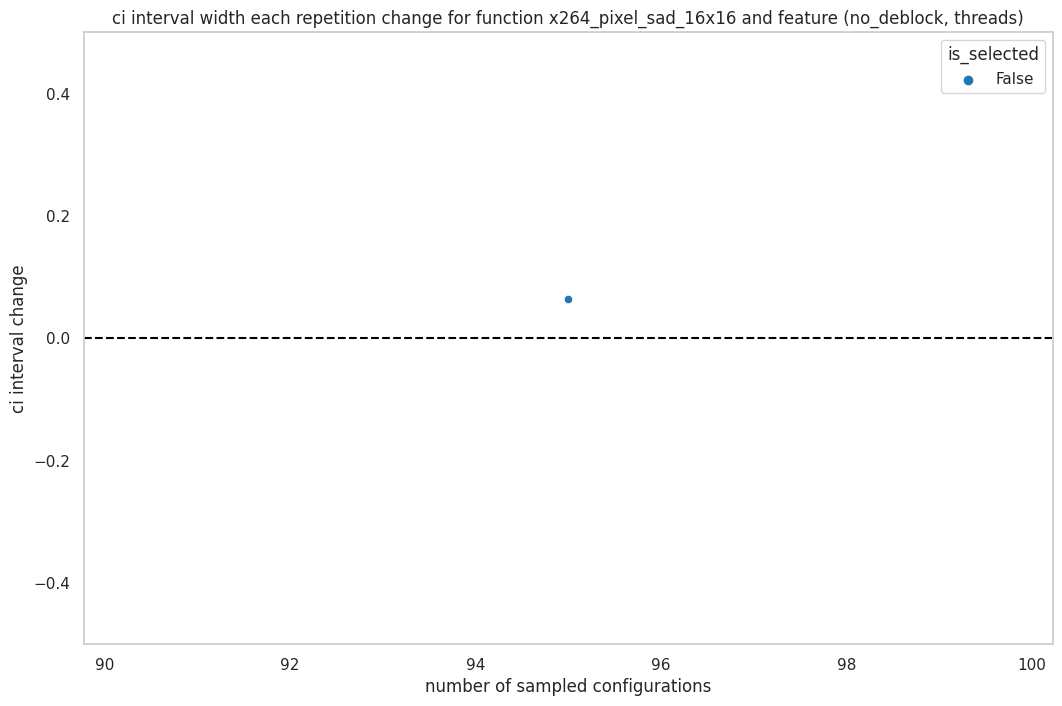 ci interval width each repetition change for function x264_pixel_sad_16x16 and feature (no_deblock, threads)
is_selected
False
0.4
0.2
0.0
−0.2
−0.4
ci interval change
90 92 94 96 98 100
number of sampled configurations